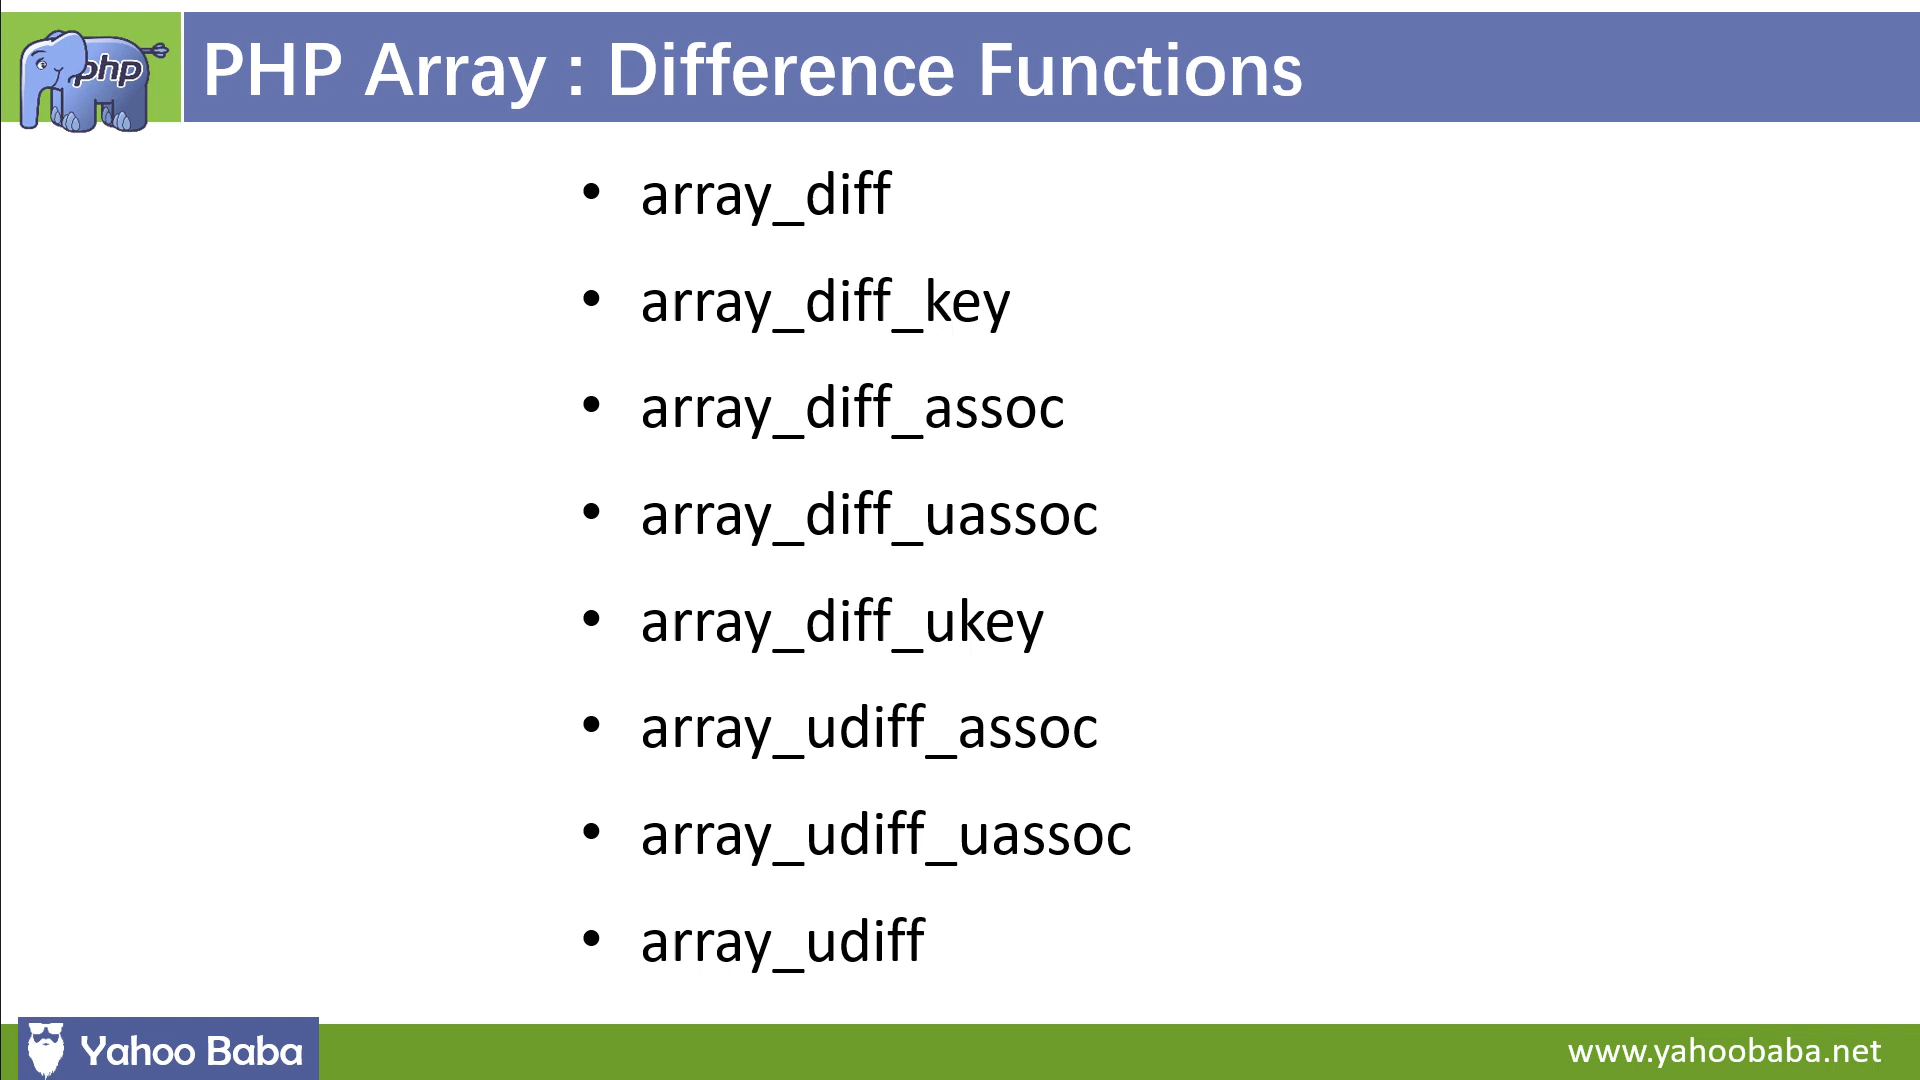 php
PHP Array : Difference Functions
• array_diff
• array_diff_key
• array_diff_assoc
• array_diff_uassoc
• array_diff_ukey
• array_udiff_assoc
• array_udiff_uassoc
• array_udiff
Yahoo Baba
www.yahoobaba.net